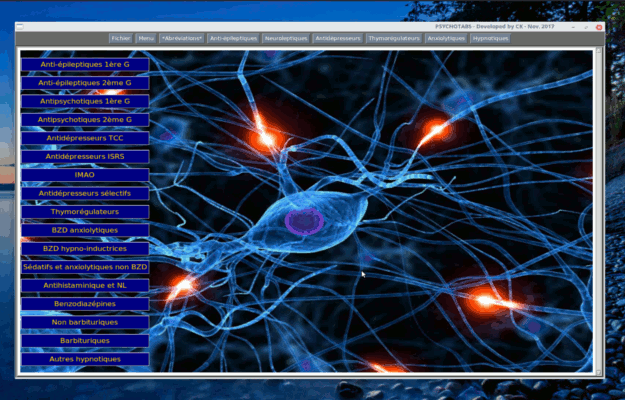 PSYCHOTABS - Developed by CX - Nov. 2017
Fichier Menu *Abréviations* Anti-épileptiques Neuroleptiques Antidépresseurs Thymorégulateurs Anxiolytiques Hypnotiques
Anti-épileptiques 1ère G
Anti-épileptiques 2ème G
Antipsychotiques 1ère G
Antipsychotiques 2ème G
Antidépresseurs TCC
Antidépresseurs ISRS
IMAO
Antidépresseurs sélectifs
Thymorégulateurs
BZD anxiolytiques
BZD hypno-inductrices
Sédatifs et anxiolytiques non BZD
Antihistaminique et NL
Benzodiazépines
Non barbituriques
Barbituriques
Autres hypnotiques